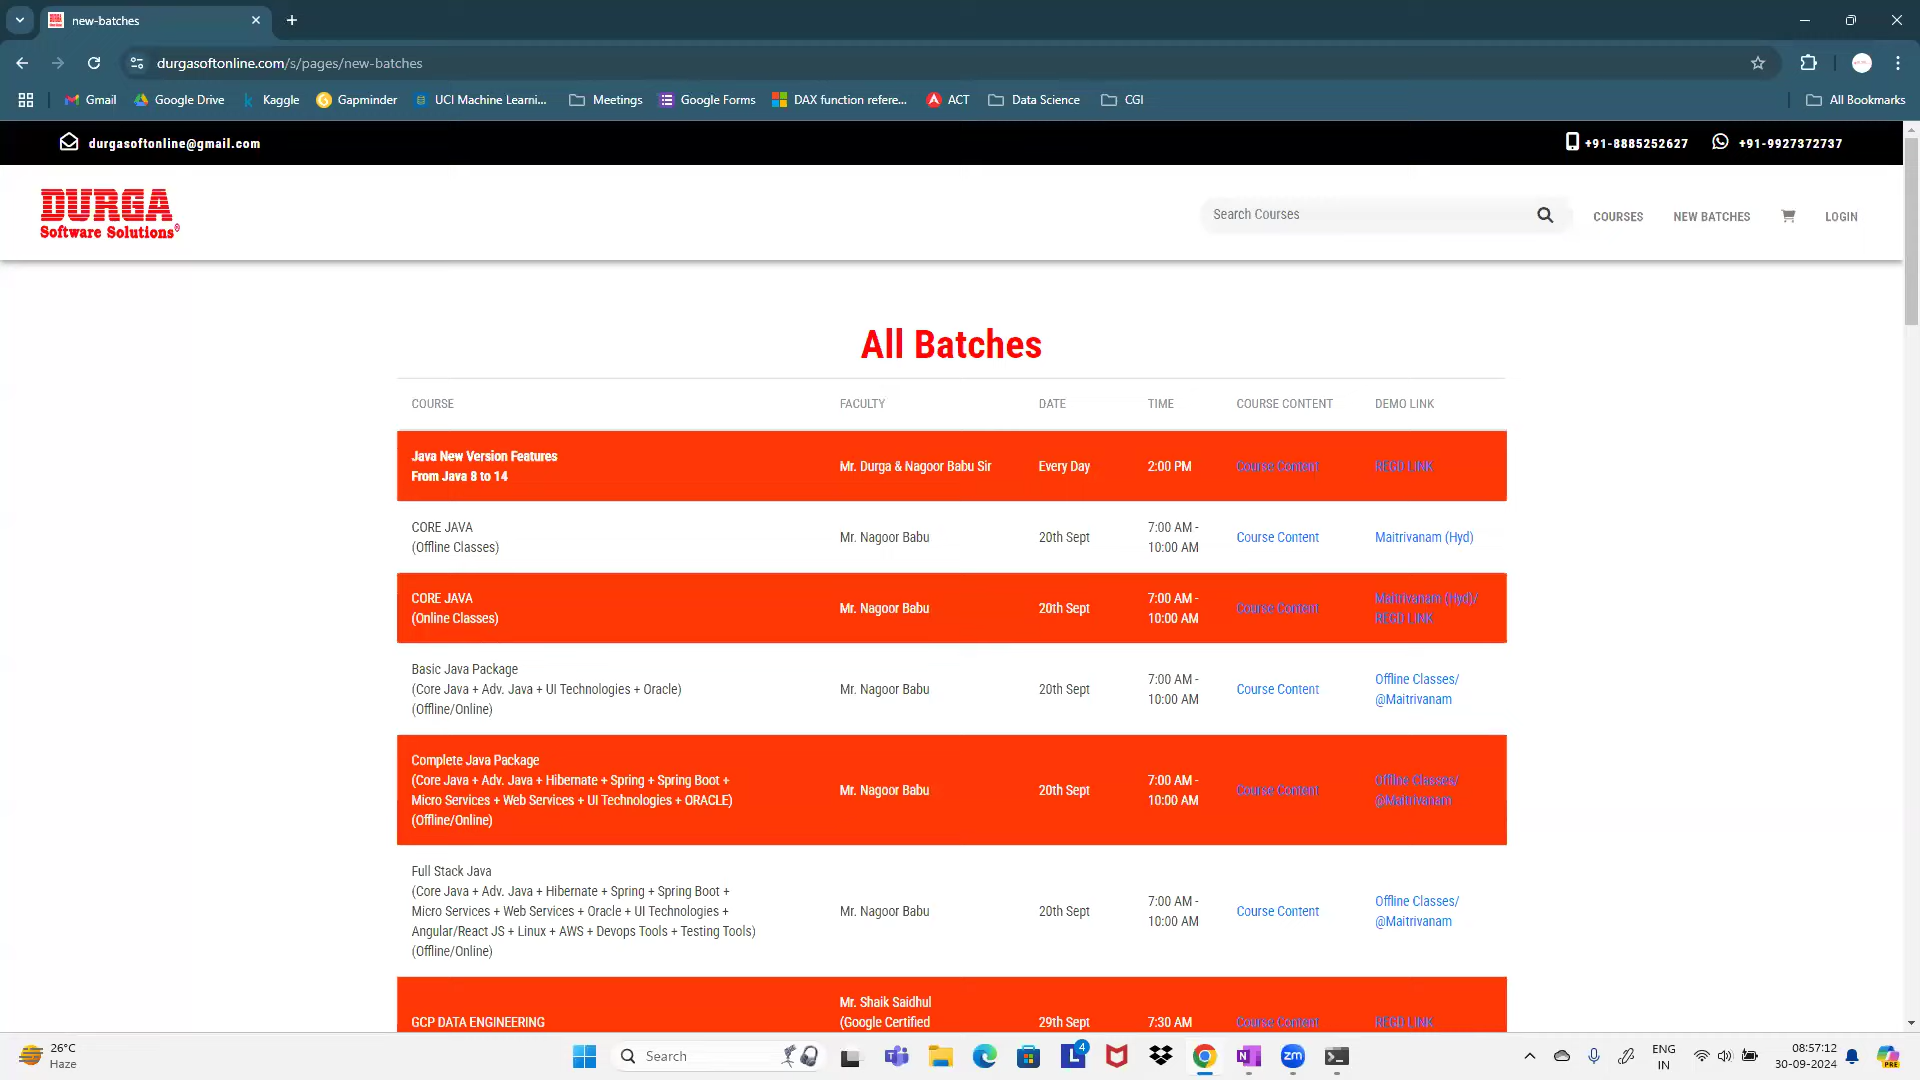 new-batches
durgasoftonline.com/s/pages/new-batches
Gmail
Google Drive
Kaggle
Gapminder
UCI Machine Learni...
Meetings
Google Forms
DAX function refere...
ACT
Data Science
CGI
All Bookmarks
durgasoftonline@gmail.com
+91-8885252627
+91-9927372737
DURGA
Software Solutions®
Search Courses
COURSES
NEW BATCHES
LOGIN
All Batches
COURSE FACULTY DATE TIME COURSE CONTENT DEMO LINK
Java New Version Features
From Java 8 to 14
Mr. Durga & Nagoor Babu Sir
Every Day
2:00 PM
Course Content
REGD LINK
CORE JAVA
(Offline Classes)
Mr. Nagoor Babu
20th Sept
7:00 AM -
10:00 AM
Course Content
Maitrivanam (Hyd)
CORE JAVA
(Online Classes)
Mr. Nagoor Babu
20th Sept
7:00 AM -
10:00 AM
Course Content
Maitrivanam (Hyd)/
REGD LINK
Basic Java Package
(Core Java + Adv. Java + UI Technologies + Oracle)
(Offline/Online)
Mr. Nagoor Babu
20th Sept
7:00 AM -
10:00 AM
Course Content
Offline Classes/
@Maitrivanam
Complete Java Package
(Core Java + Adv. Java + Hibernate + Spring + Spring Boot +
Micro Services + Web Services + UI Technologies + ORACLE)
(Offline/Online)
Mr. Nagoor Babu
20th Sept
7:00 AM -
10:00 AM
Course Content
Offline Classes/
@Maitrivanam
Full Stack Java
(Core Java + Adv. Java + Hibernate + Spring + Spring Boot +
Micro Services + Web Services + Oracle + UI Technologies +
Angular/React JS + Linux + AWS + Devops Tools + Testing Tools)
(Offline/Online)
Mr. Nagoor Babu
20th Sept
7:00 AM -
10:00 AM
Course Content
Offline Classes/
@Maitrivanam
GCP DATA ENGINEERING
Mr. Shaik Saidhul
(Google Certified
29th Sept
7:30 AM
Course Content
REGD LINK
26°C
Haze
Search
4
ENG
IN
08:57:12
30-09-2024